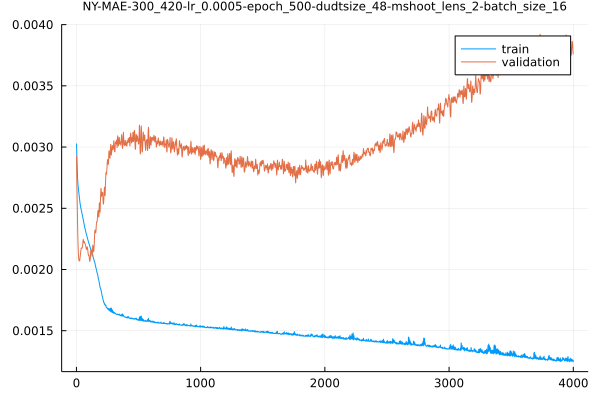 NY-MAE-300_420-lr_0.0005-epoch_500-dudtsize_48-mshoot_lens_2-batch_size_16
0.0040
train
validation
0.0035
0.0030
0.0025
0.0020
0.0015
0 1000 2000 3000 4000